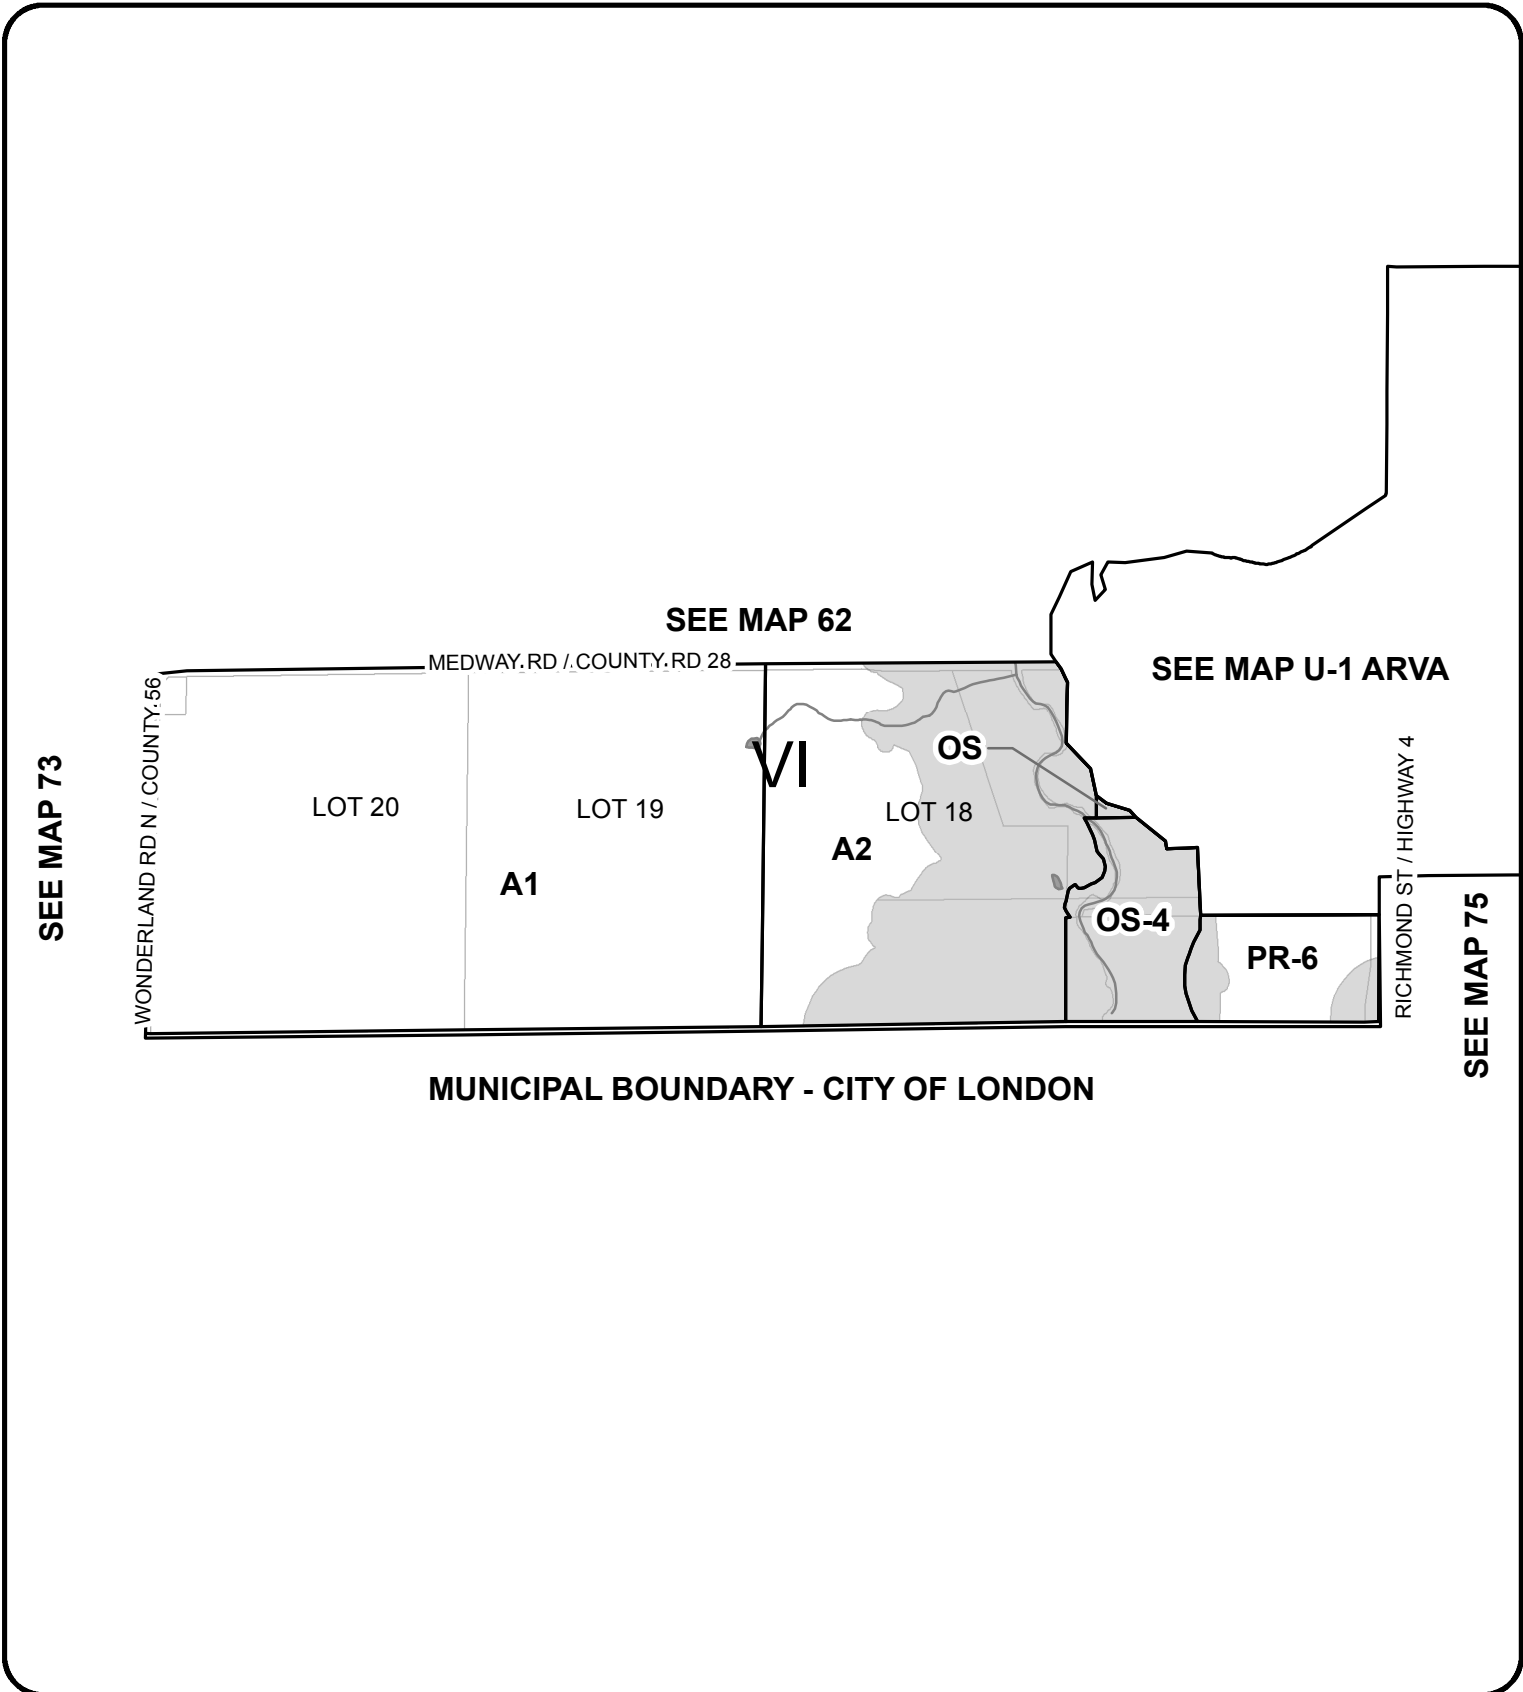 SEE MAP 62
MEDWAY RD / COUNTY RD 28
SEE MAP U-1 ARVA
WONDERLAND RD N / COUNTY 56
SEE MAP 73
VI
OS
LOT 20
LOT 19
LOT 18
A2
A1
OS-4
PR-6
RICHMOND ST / HIGHWAY 4
SEE MAP 75
MUNICIPAL BOUNDARY - CITY OF LONDON